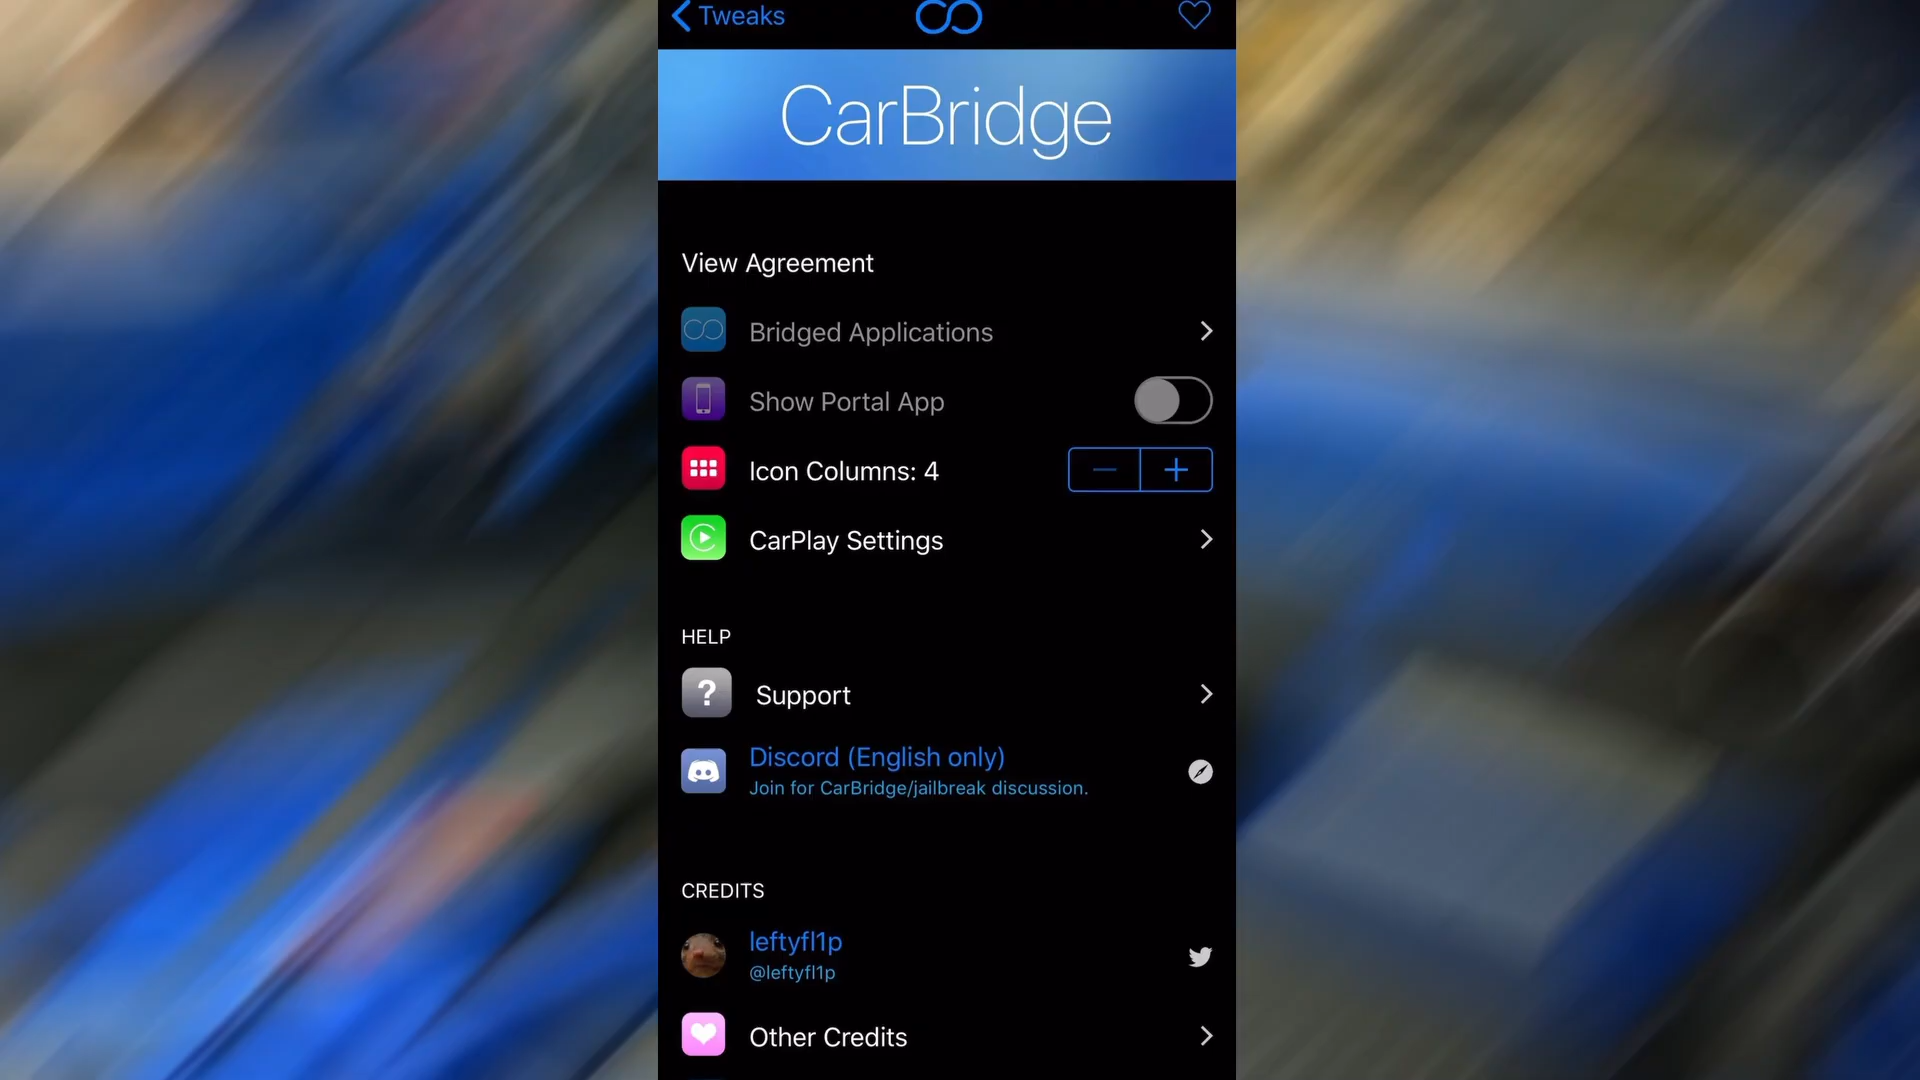 Tweaks
CarBridge
View Agreement
Bridged Applications
Show Portal App
Icon Columns: 4
CarPlay Settings
HELP
Support
Discord (English only)
Join for CarBridge/jailbreak discussion.
CREDITS
leftyfl1p
@leftyfl1p
Other Credits